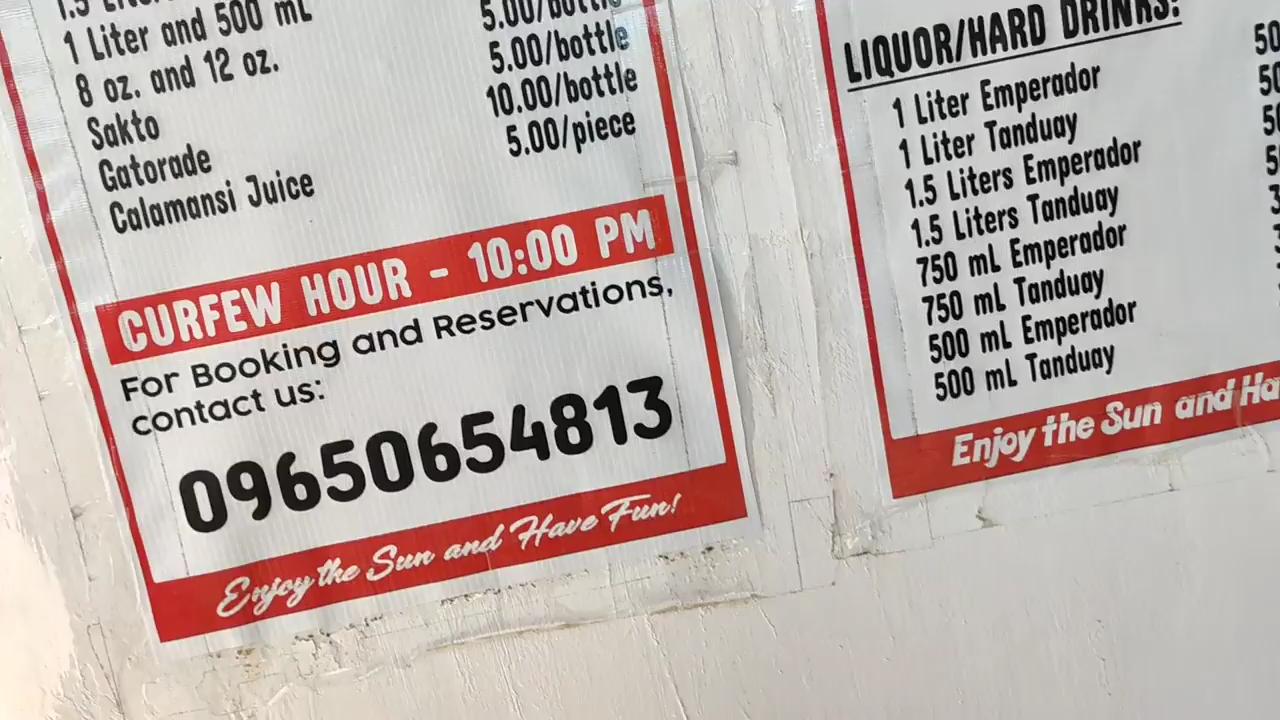 1 Liter and 500 mL
8 oz. and 12 oz.
Sakto
Gatorade
Calamansi Juice
5.00/bottle
5.00/bottle
10.00/bottle
5.00/piece
CURFEW HOUR - 10:00 PM
For Booking and Reservations,
contact us:
09650654813
Enjoy the Sun and Have Fun!
LIQUOR/HARD DRINKS:
1 Liter Emperador
1 Liter Tanduay
1.5 Liters Emperador
1.5 Liters Tanduay
750 mL Emperador
750 mL Tanduay
500 mL Emperador
500 mL Tanduay
Enjoy the Sun and Ha